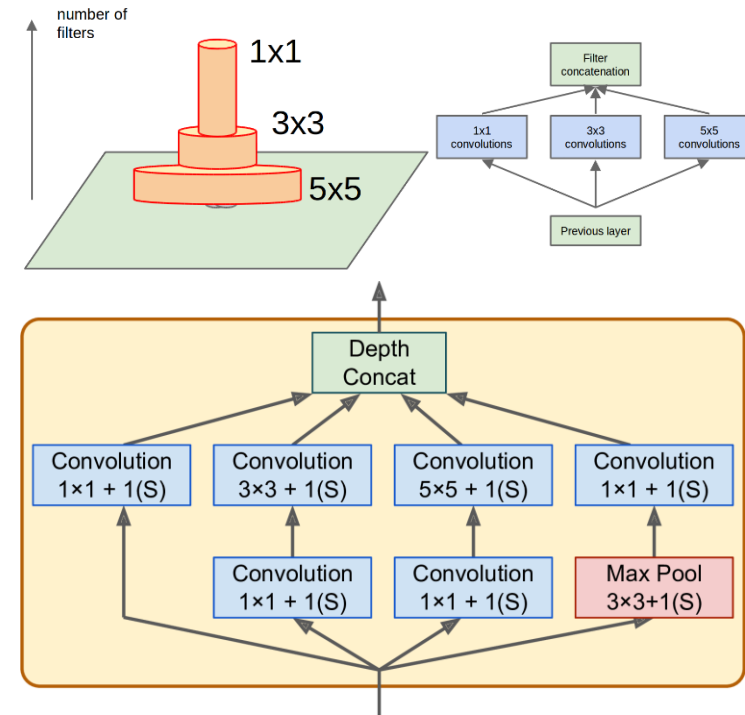 number of
filters
1x1
3x3
5x5
Filter
concatenation
1x1
convolutions
3x3
convolutions
5x5
convolutions
Previous layer
Depth
Concat
Convolution
1×1 + 1(S)
Convolution
3×3 + 1(S)
Convolution
5×5 + 1(S)
Convolution
1×1 + 1(S)
Convolution
1×1 + 1(S)
Convolution
1×1 + 1(S)
Max Pool
3×3+1(S)